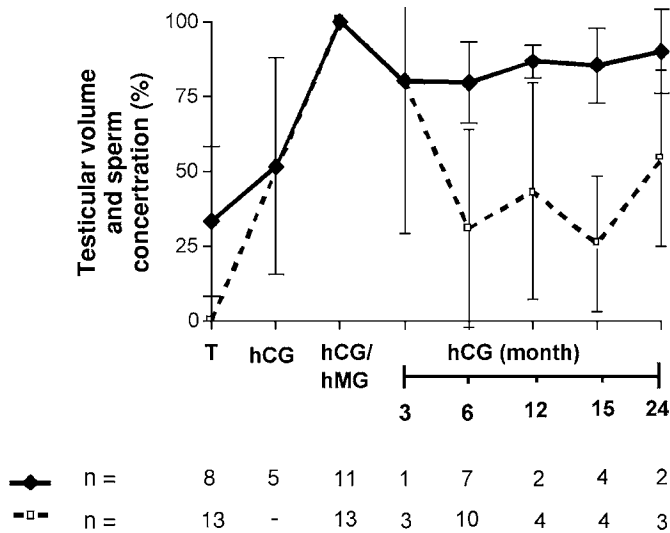 Testicular volume
and sperm
concertration (%)
100
75
50
25
0
T hCG hCG/ hCG (month)
hMG
3 6 12 15 24
n = 8 5 11 1 7 2 4 2
n = 13 - 13 3 10 4 4 3